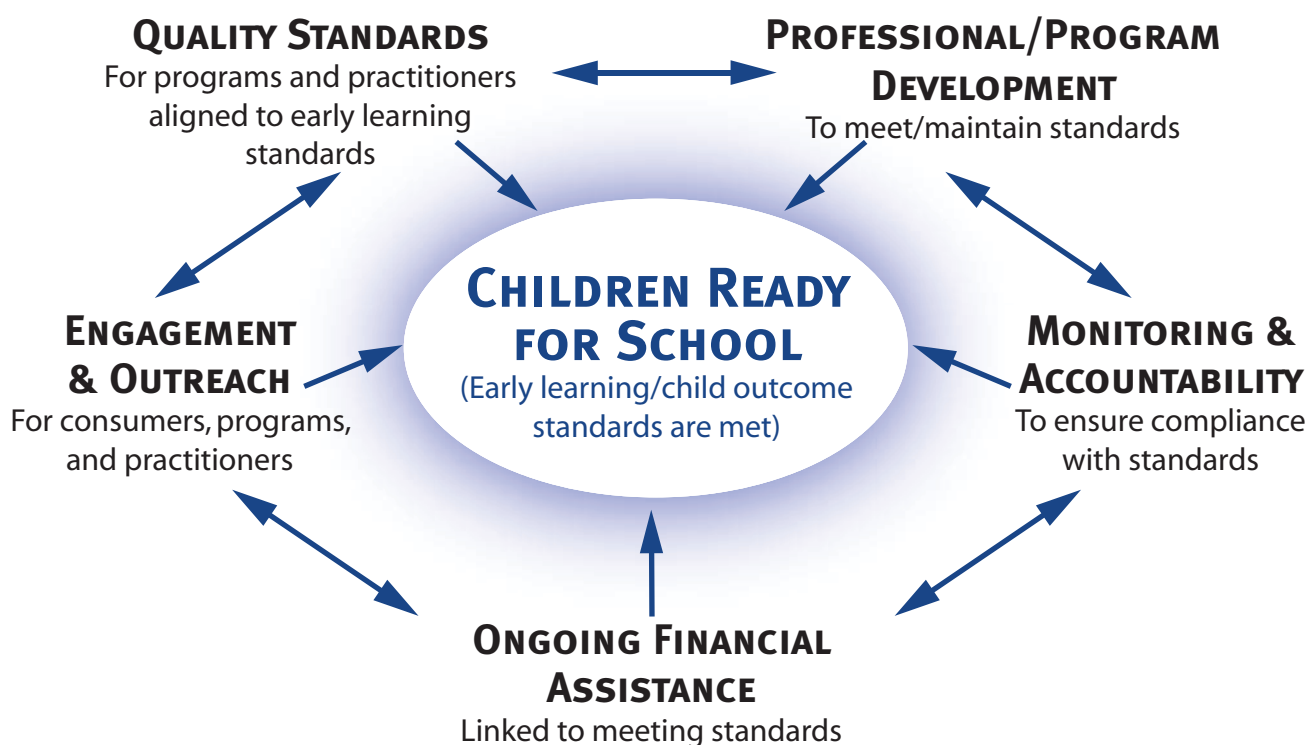 QUALITY STANDARDS
For programs and practitioners
aligned to early learning
standards
PROFESSIONAL/PROGRAM
DEVELOPMENT
To meet/maintain standards
ENGAGEMENT
& OUTREACH
For consumers, programs,
and practitioners
CHILDREN READY
FOR SCHOOL
(Early learning/child outcome
standards are met)
MONITORING &
ACCOUNTABILITY
To ensure compliance
with standards
ONGOING FINANCIAL
ASSISTANCE
Linked to meeting standards